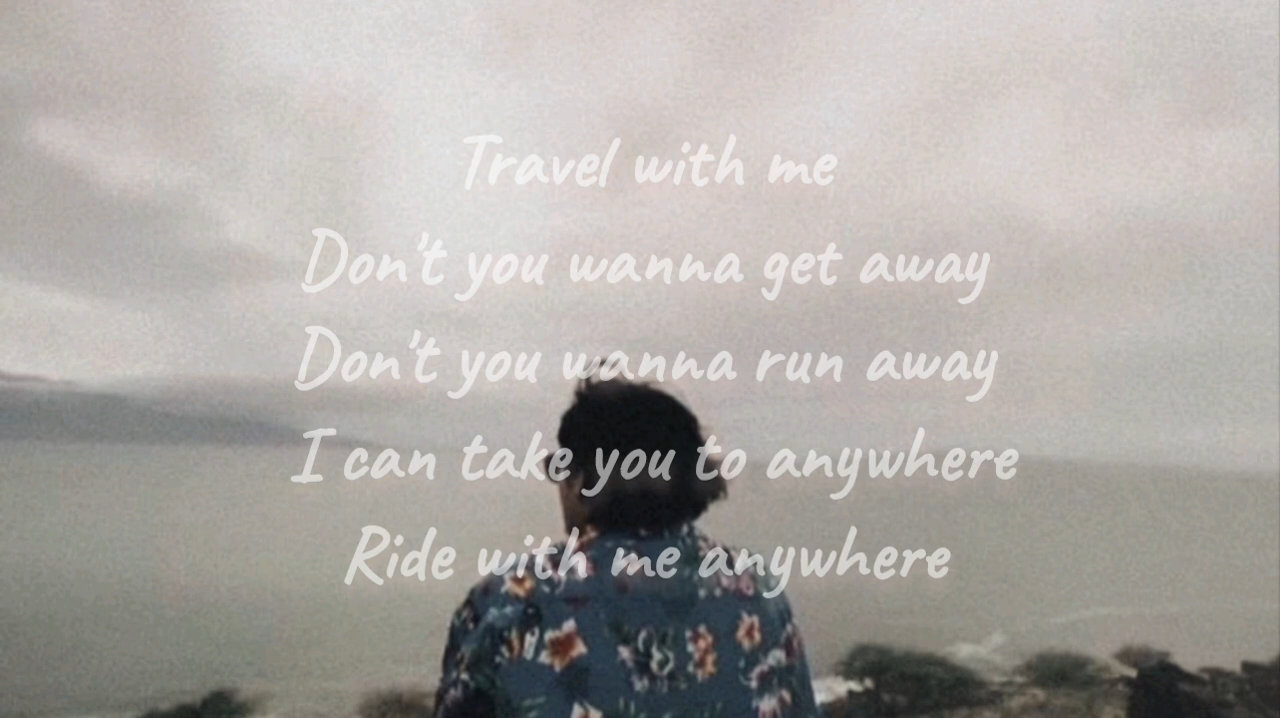 Travel with me
Don't you wanna get away
Don't you wanna run away
I can take you to anywhere
Ride with me anywhere